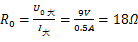 R₀ = U₀大 / I大 = 9V / 0.5A = 18Ω